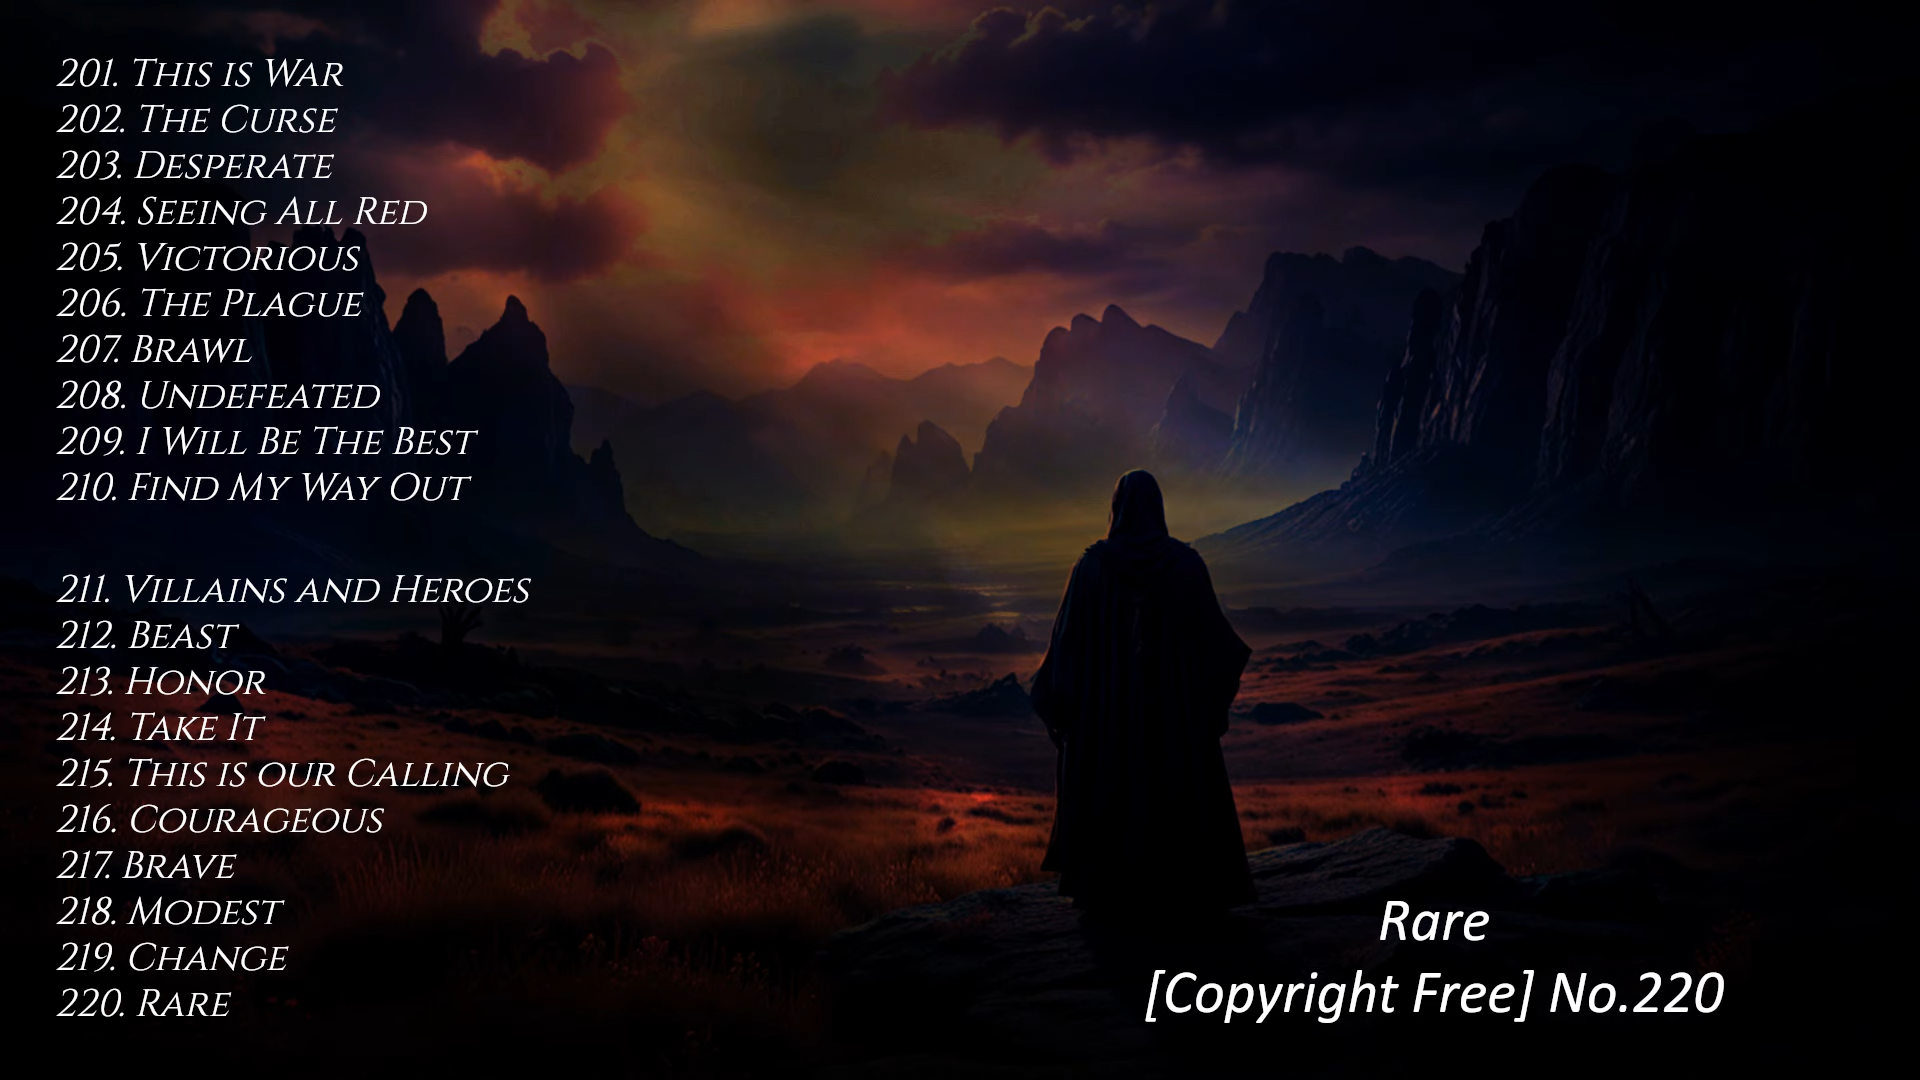 201. This is War
202. The Curse
203. Desperate
204. Seeing All Red
205. Victorious
206. The Plague
207. Brawl
208. Undefeated
209. I Will Be The Best
210. Find My Way Out
211. Villains and Heroes
212. Beast
213. Honor
214. Take It
215. This is our Calling
216. Courageous
217. Brave
218. Modest
219. Change
220. Rare
Rare
[Copyright Free] No.220